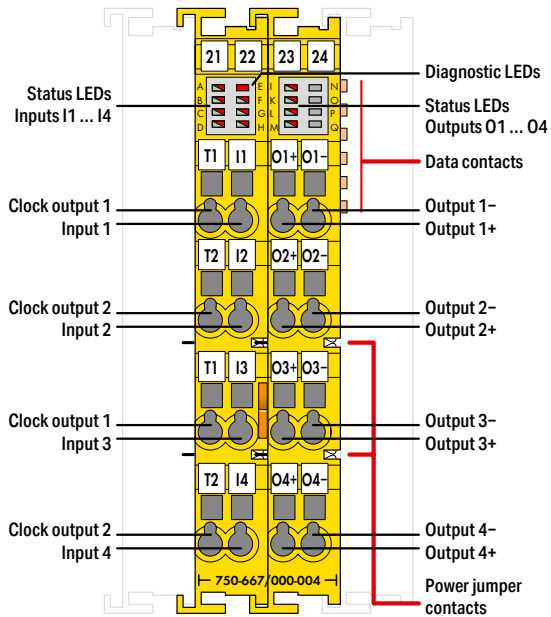 21 22 23 24
Diagnostic LEDs
A E I N
B F K O
C G L P
D H M Q
Status LEDs
Inputs I1 ... I4
Status LEDs
Outputs O1 ... O4
T1 I1 O1+ O1−
Data contacts
Clock output 1
Input 1
Output 1−
Output 1+
T2 I2 O2+ O2−
Clock output 2
Input 2
Output 2−
Output 2+
T1 I3 O3+ O3−
Clock output 1
Input 3
Output 3−
Output 3+
T2 I4 O4+ O4−
Clock output 2
Input 4
Output 4−
Output 4+
750-667/000-004
Power jumper
contacts